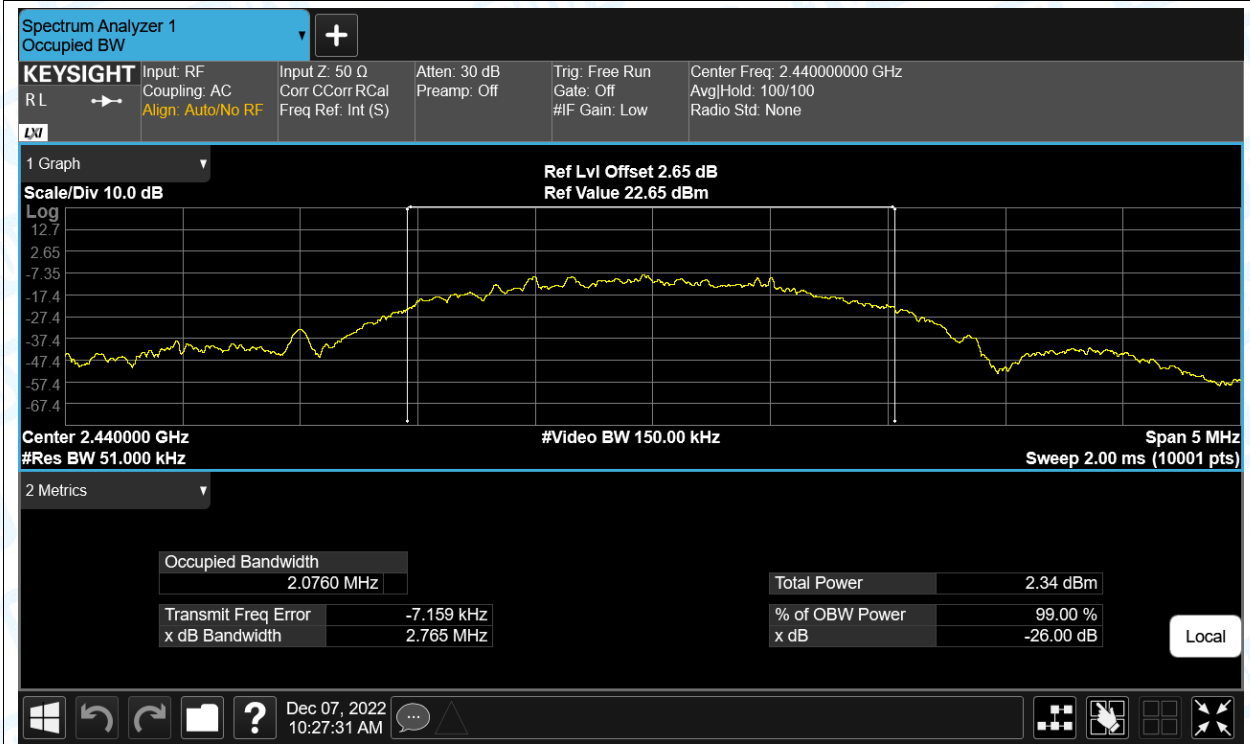 Spectrum Analyzer 1
Occupied BW
KEYSIGHT
R L
LXI
Input: RF
Coupling: AC
Align: Auto/No RF
Input Z: 50 Ω
Corr CCorr RCal
Freq Ref: Int (S)
Atten: 30 dB
Preamp: Off
Trig: Free Run
Gate: Off
#IF Gain: Low
Center Freq: 2.440000000 GHz
Avg|Hold: 100/100
Radio Std: None
1 Graph
Scale/Div 10.0 dB
Ref Lvl Offset 2.65 dB
Ref Value 22.65 dBm
Log
12.7
2.65
-7.35
-17.4
-27.4
-37.4
-47.4
-57.4
-67.4
Center 2.440000 GHz
#Res BW 51.000 kHz
#Video BW 150.00 kHz
Span 5 MHz
Sweep 2.00 ms (10001 pts)
2 Metrics
Occupied Bandwidth
2.0760 MHz
Transmit Freq Error -7.159 kHz
x dB Bandwidth 2.765 MHz
Total Power 2.34 dBm
% of OBW Power 99.00 %
x dB -26.00 dB
Local
?
Dec 07, 2022
10:27:31 AM